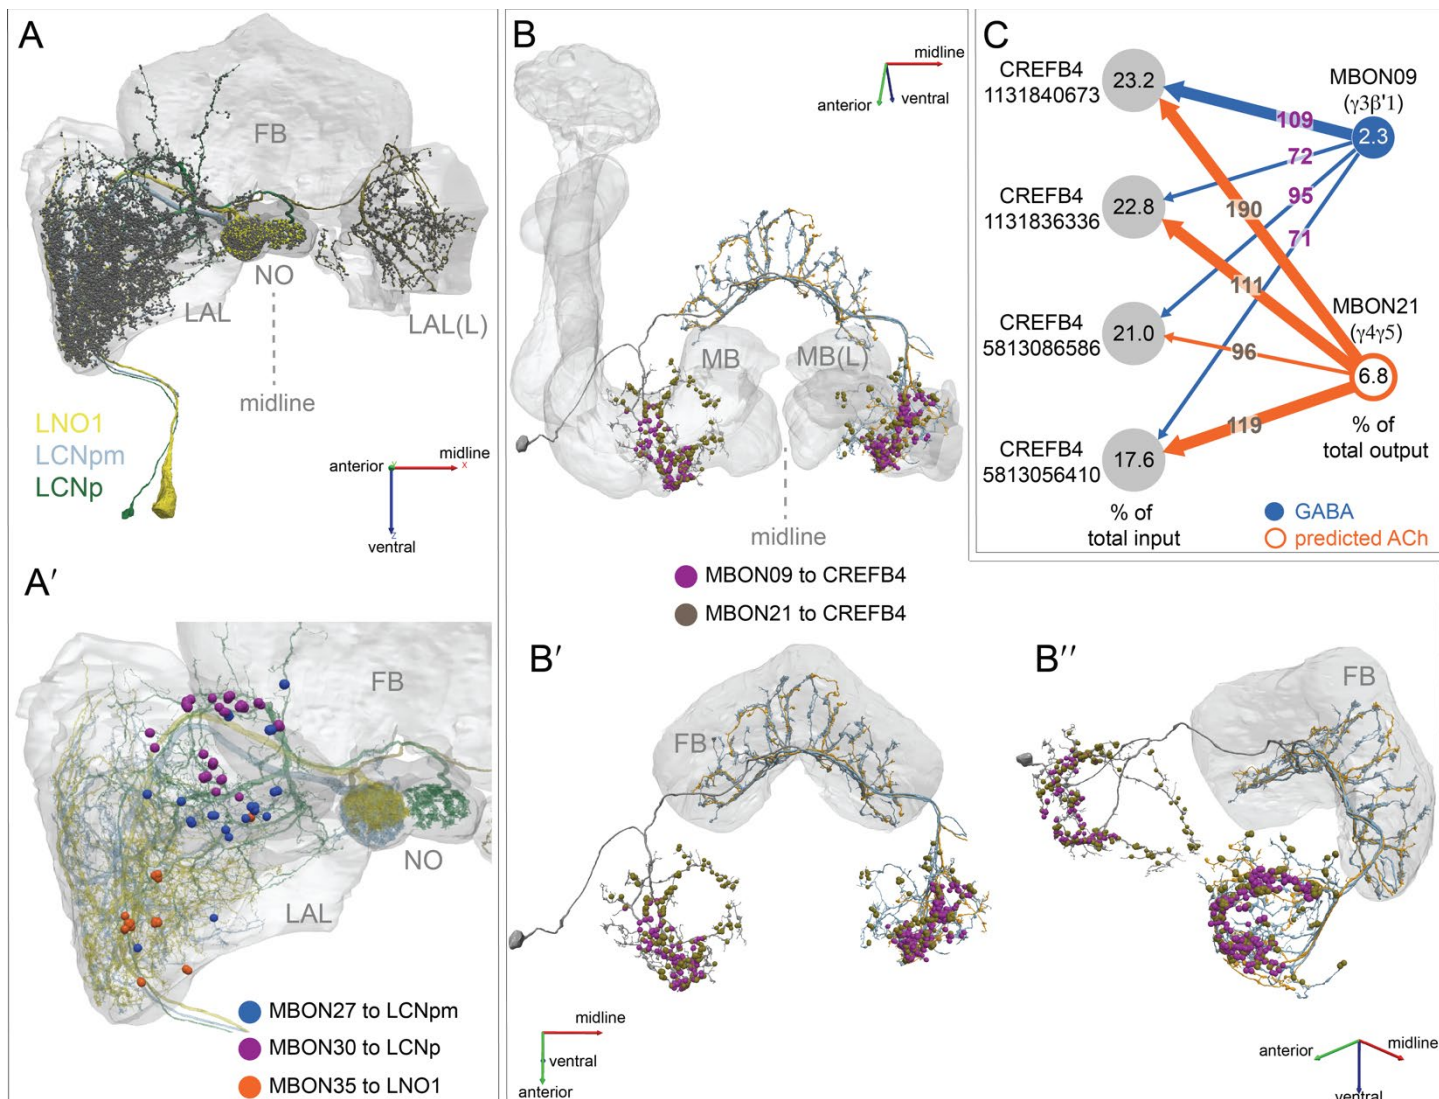 A
FB
NO
LAL
LAL(L)
midline
LNO1
LCNpm
LCNp
anterior
Y
midline
x
z
ventral
A′
FB
NO
LAL
MBON27 to LCNpm
MBON30 to LCNp
MBON35 to LNO1
B
midline
anterior
ventral
MB
MB(L)
midline
MBON09 to CREFB4
MBON21 to CREFB4
B′
FB
midline
ventral
anterior
B′′
FB
anterior
midline
ventral
C
CREFB4
1131840673
23.2
MBON09
(γ3β'1)
2.3
109
72
95
71
CREFB4
1131836336
22.8
190
111
CREFB4
5813086586
21.0
MBON21
(γ4γ5)
6.8
96
119
CREFB4
5813056410
17.6
% of
total output
% of
total input
GABA
predicted ACh